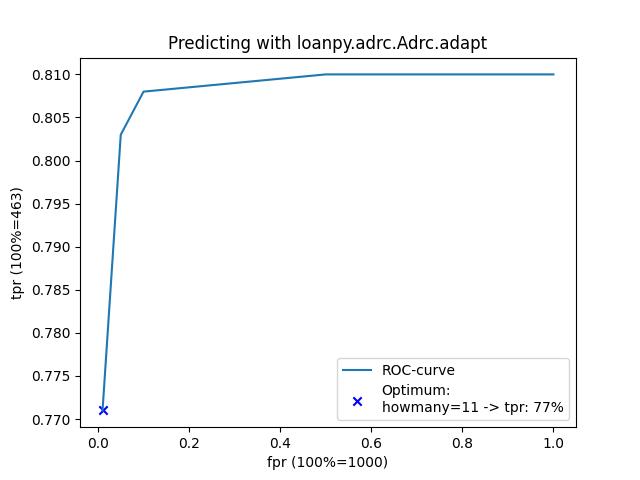 Predicting with loanpy.adrc.Adrc.adapt
0.810
0.805
0.800
0.795
0.790
0.785
0.780
0.775
0.770
tpr (100%=463)
0.0
0.2
0.4
0.6
0.8
1.0
fpr (100%=1000)
ROC-curve
Optimum:
howmany=11 -> tpr: 77%